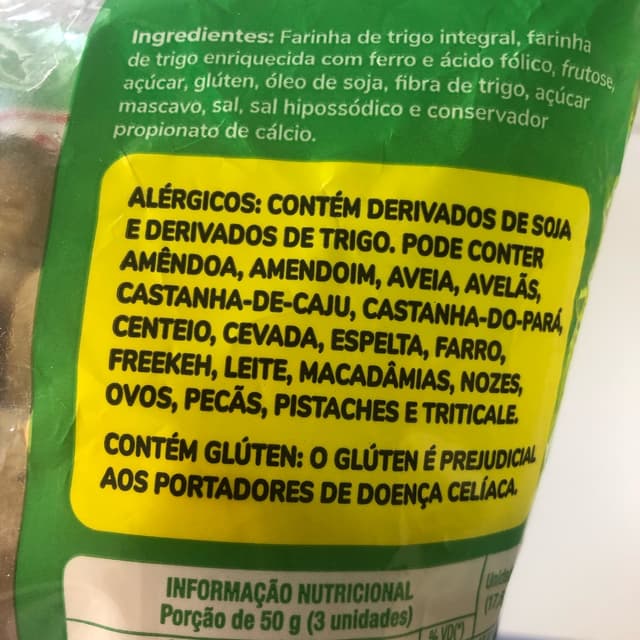 Ingredientes: Farinha de trigo integral, farinha
de trigo enriquecida com ferro e ácido fólico, frutose,
açúcar, glúten, óleo de soja, fibra de trigo, açúcar
mascavo, sal, sal hipossódico e conservador
propionato de cálcio.
ALÉRGICOS: CONTÉM DERIVADOS DE SOJA
E DERIVADOS DE TRIGO. PODE CONTER
AMÊNDOA, AMENDOIM, AVEIA, AVELÃS,
CASTANHA-DE-CAJU, CASTANHA-DO-PARÁ,
CENTEIO, CEVADA, ESPELTA, FARRO,
FREEKEH, LEITE, MACADÂMIAS, NOZES,
OVOS, PECÃS, PISTACHES E TRITICALE.
CONTÉM GLÚTEN: O GLÚTEN É PREJUDICIAL
AOS PORTADORES DE DOENÇA CELÍACA.
INFORMAÇÃO NUTRICIONAL
Porção de 50 g (3 unidades)
% VD(*)